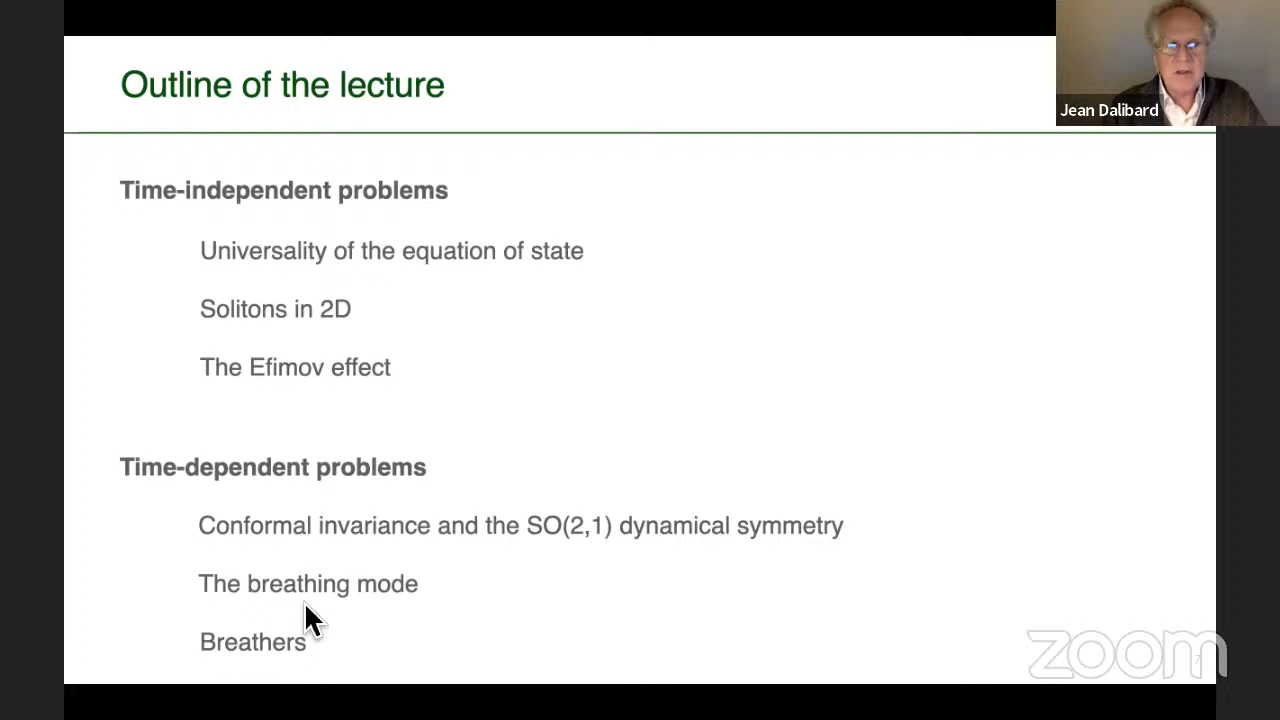 Outline of the lecture
Jean Dalibard
Time-independent problems
Universality of the equation of state
Solitons in 2D
The Efimov effect
Time-dependent problems
Conformal invariance and the SO(2,1) dynamical symmetry
The breathing mode
Breathers
zoom
7